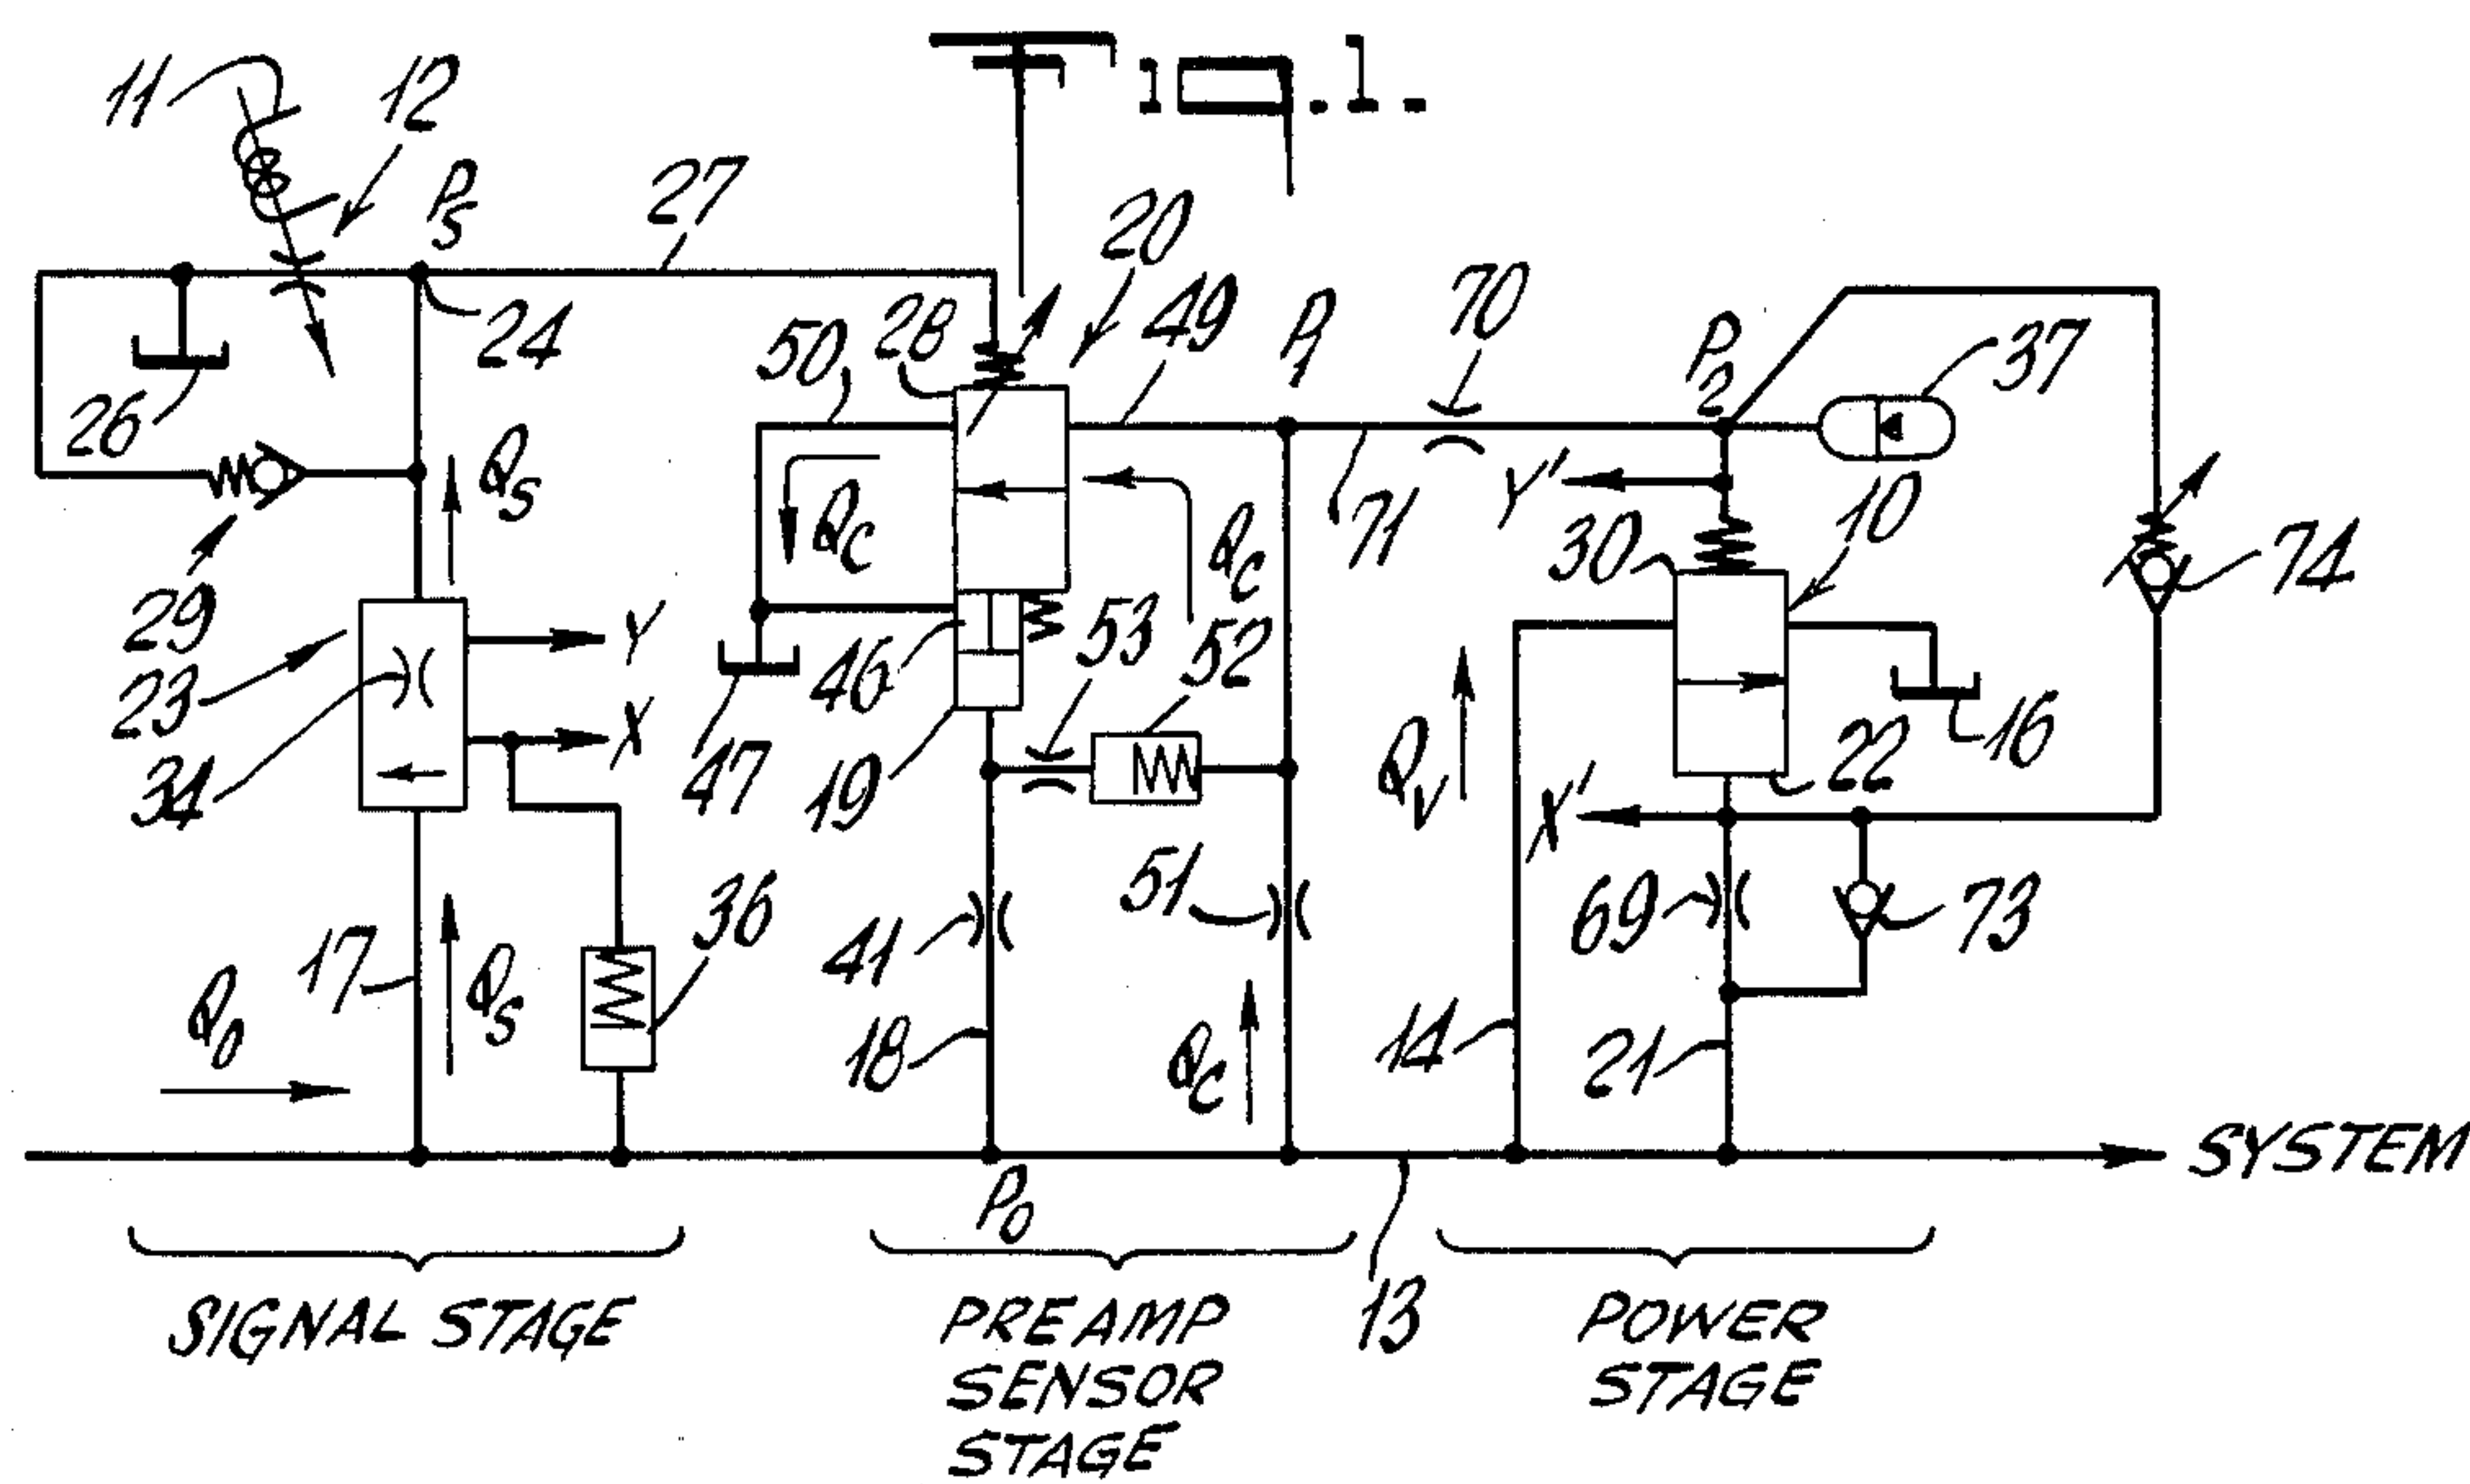 Fig.1.
11
12
P5
27
20
24
50
28
49
P1
70
P2
37
26
QS
QC
Y'
71
10
30
29
QC
74
23
Y
46
53
52
34
X
47
19
QV
22
16
X'
36
51
69
73
17
41
Q0
QS
18
QC
14
21
SYSTEM
P0
13
SIGNAL STAGE
PREAMP
SENSOR
STAGE
POWER
STAGE